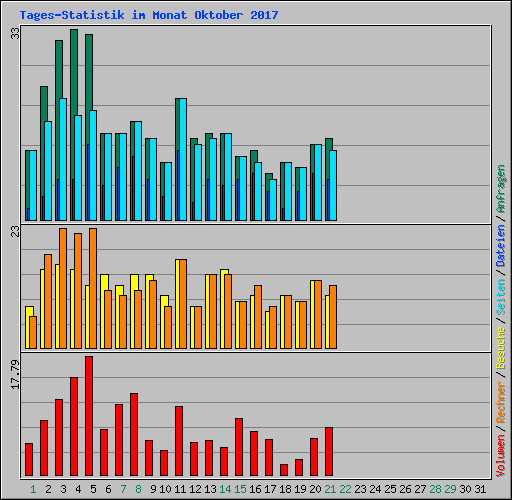 Tages-Statistik im Monat Oktober 2017
33
23
17.79
Volumen / Rechner / Besuche / Seiten / Dateien / Anfragen
1 2 3 4 5 6 7 8 9 10 11 12 13 14 15 16 17 18 19 20 21 22 23 24 25 26 27 28 29 30 31